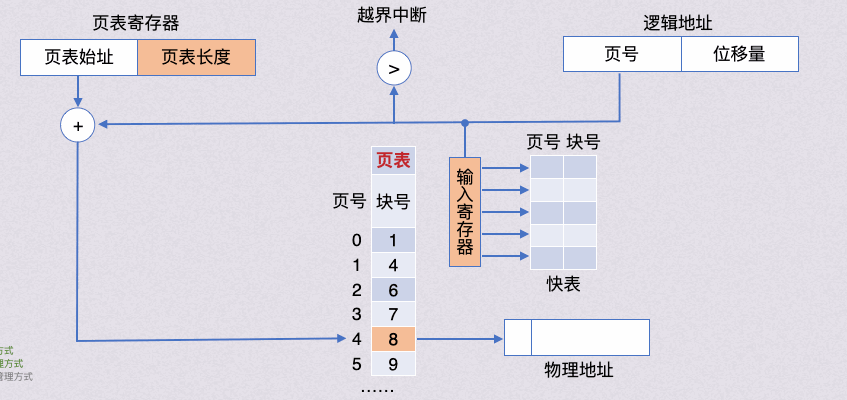 页表寄存器
页表始址 页表长度
越界中断
>
逻辑地址
页号 位移量
+
页表
页号 块号
0 1
1 4
2 6
3 7
4 8
5 9
……
输入寄存器
页号 块号
快表
物理地址
方式
理方式
管理方式